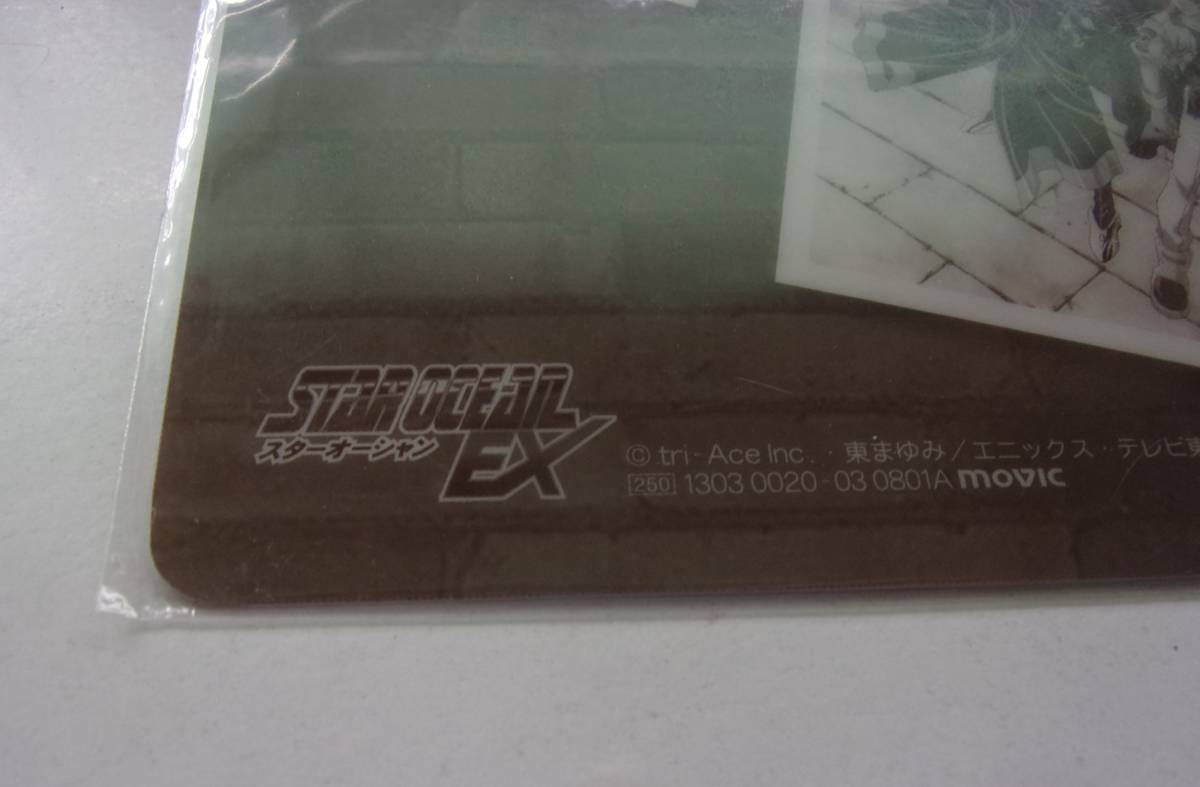 STAR OCEAN
スターオーシャン EX
© tri-Ace Inc.・東まゆみ/エニックス・テレビ東
250 1303 0020-03 0801A movic